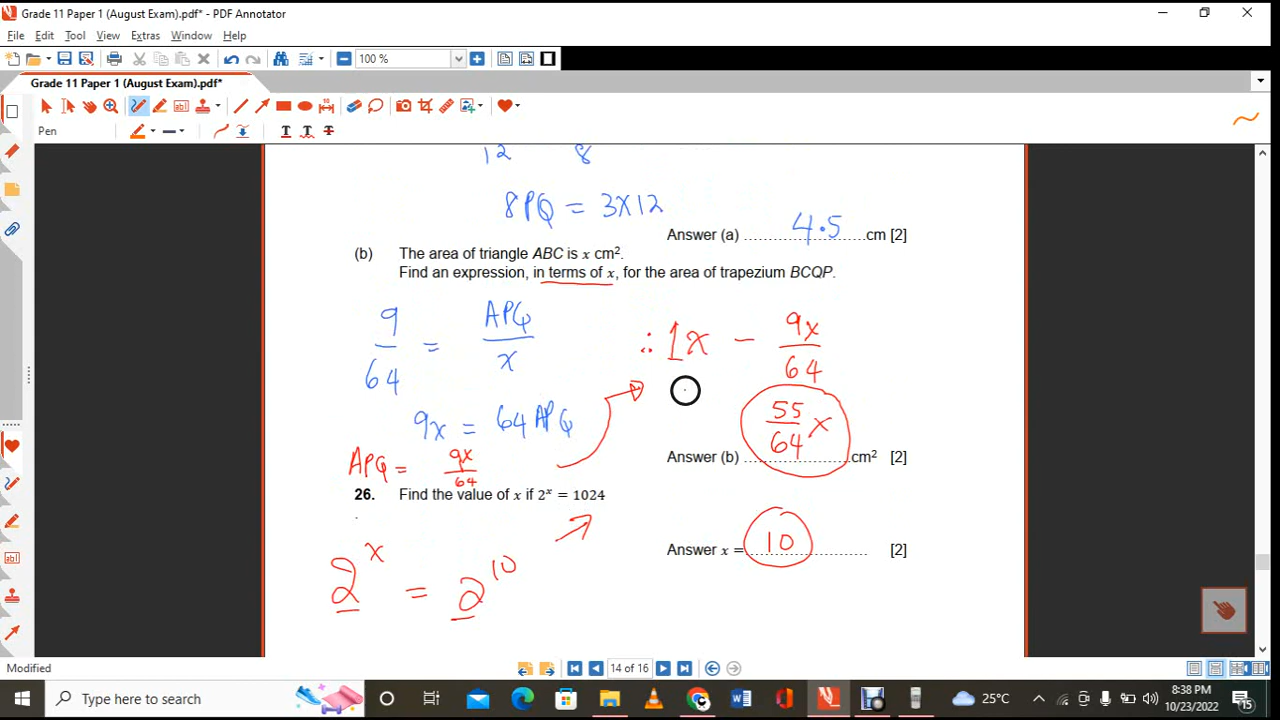 Grade 11 Paper 1 (August Exam).pdf* - PDF Annotator
File Edit Tool View Extras Window Help
100 %
Grade 11 Paper 1 (August Exam).pdf*
Pen
12 8
8PQ = 3X12
Answer (a) 4.5 cm [2]
(b) The area of triangle ABC is x cm².
Find an expression, in terms of x, for the area of trapezium BCQP.
9/64 = APQ/x
∴ 1x - 9x/64
9x = 64APQ
55/64 x
APQ = 9x/64
Answer (b) cm² [2]
26. Find the value of x if 2ˣ = 1024
Answer x = 10 [2]
2ˣ = 2¹⁰
Modified
14 of 16
Type here to search
25°C
8:38 PM
10/23/2022
15